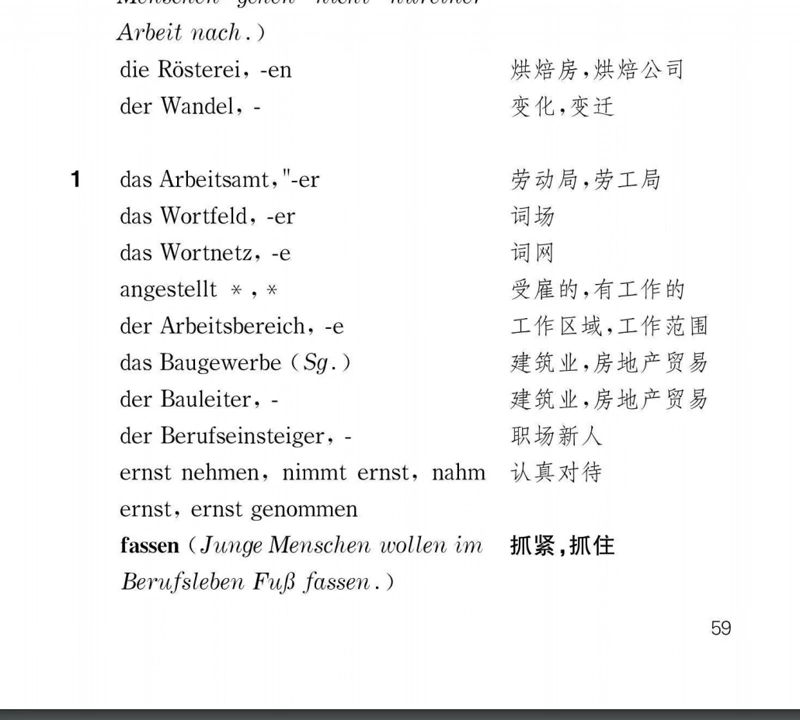 Menschen gehen nicht nureiner
Arbeit nach.)
die Rösterei, -en 烘焙房,烘焙公司
der Wandel, - 变化,变迁
1 das Arbeitsamt, "-er 劳动局,劳工局
das Wortfeld, -er 词场
das Wortnetz, -e 词网
angestellt *, * 受雇的,有工作的
der Arbeitsbereich, -e 工作区域,工作范围
das Baugewerbe (Sg.) 建筑业,房地产贸易
der Bauleiter, - 建筑业,房地产贸易
der Berufseinsteiger, - 职场新人
ernst nehmen, nimmt ernst, nahm 认真对待
ernst, ernst genommen
fassen (Junge Menschen wollen im 抓紧,抓住
Berufsleben Fuß fassen.)
59